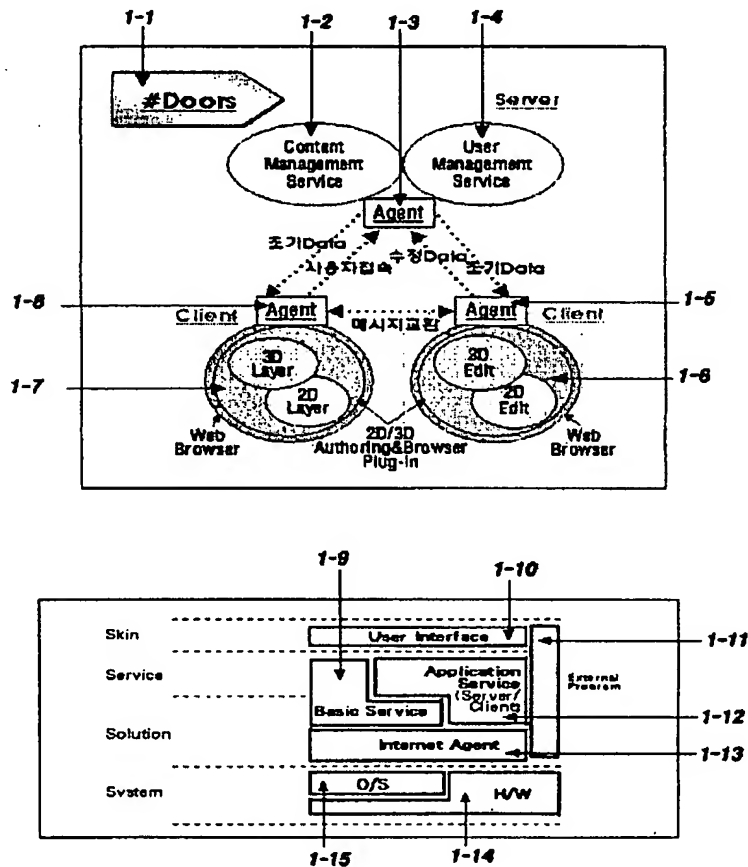 1-1
1-2
1-3
1-4
#Doors
Server
Content
Management
Service
User
Management
Service
Agent
초기Data
사용자접속
수정Data
초기Data
1-8
Client
Agent
메시지교환
Agent
Client
1-5
3D
Layer
2D
Layer
3D
Edit
2D
Edit
1-7
1-6
Web
Browser
2D/3D
Authoring&Browser
Plug-In
Web
Browser
1-9
1-10
Skin
User Interface
1-11
Service
Application
Service
(Server/
Client)
External
Program
Basic Service
1-12
Solution
Internet Agent
1-13
System
O/S
H/W
1-15
1-14